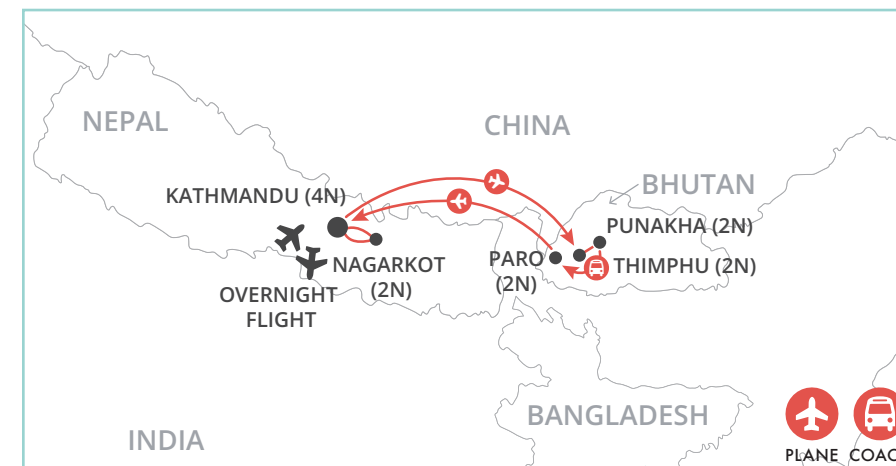 NEPAL
CHINA
KATHMANDU (4N)
BHUTAN
PUNAKHA (2N)
PARO
(2N)
THIMPHU (2N)
NAGARKOT
(2N)
OVERNIGHT
FLIGHT
BANGLADESH
INDIA
PLANE COAC